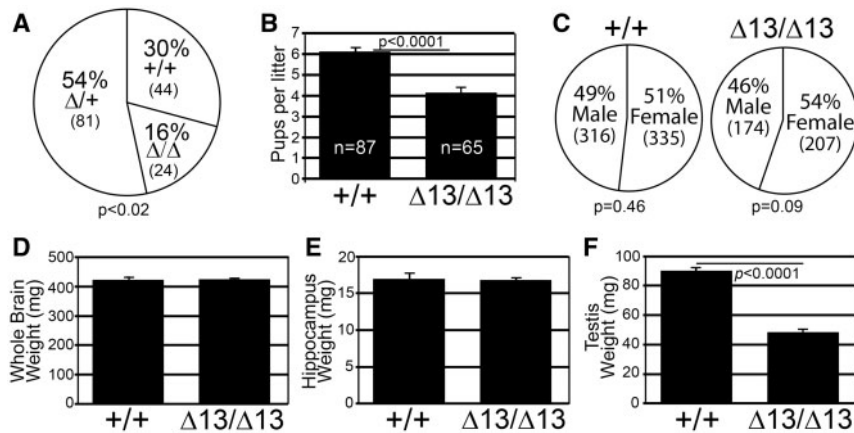 A
30%
+/+
(44)
54%
Δ/+
(81)
16%
Δ/Δ
(24)
p<0.02
B
Pups per litter
7
6
5
4
3
2
1
0
p<0.0001
n=87
n=65
+/+
Δ13/Δ13
C
+/+
Δ13/Δ13
49%
Male
(316)
51%
Female
(335)
p=0.46
46%
Male
(174)
54%
Female
(207)
p=0.09
D
Whole Brain
Weight (mg)
500
400
300
200
100
0
+/+
Δ13/Δ13
E
Hippocampus
Weight (mg)
20
15
10
5
0
+/+
Δ13/Δ13
F
Testis
Weight (mg)
100
80
60
40
20
0
p<0.0001
+/+
Δ13/Δ13